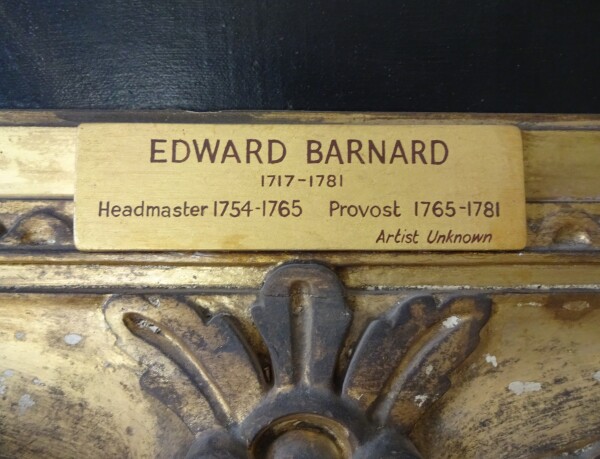 EDWARD BARNARD
1717-1781
Headmaster 1754-1765 Provost 1765-1781
Artist Unknown